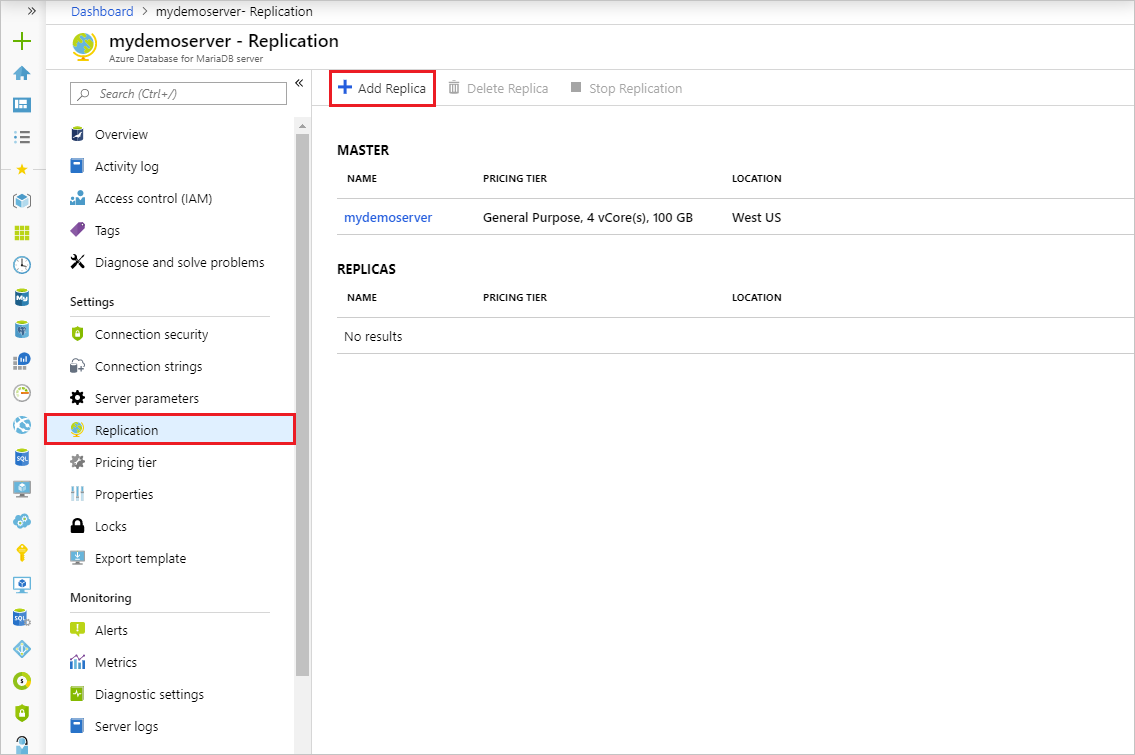 Dashboard > mydemoserver- Replication
mydemoserver - Replication
Azure Database for MariaDB server
Search (Ctrl+/)
Overview
Activity log
Access control (IAM)
Tags
Diagnose and solve problems
Settings
Connection security
Connection strings
Server parameters
Replication
Pricing tier
Properties
Locks
Export template
Monitoring
Alerts
Metrics
Diagnostic settings
Server logs
Add Replica Delete Replica Stop Replication
MASTER
NAME PRICING TIER LOCATION
mydemoserver General Purpose, 4 vCore(s), 100 GB West US
REPLICAS
NAME PRICING TIER LOCATION
No results
My
SQL
SQL